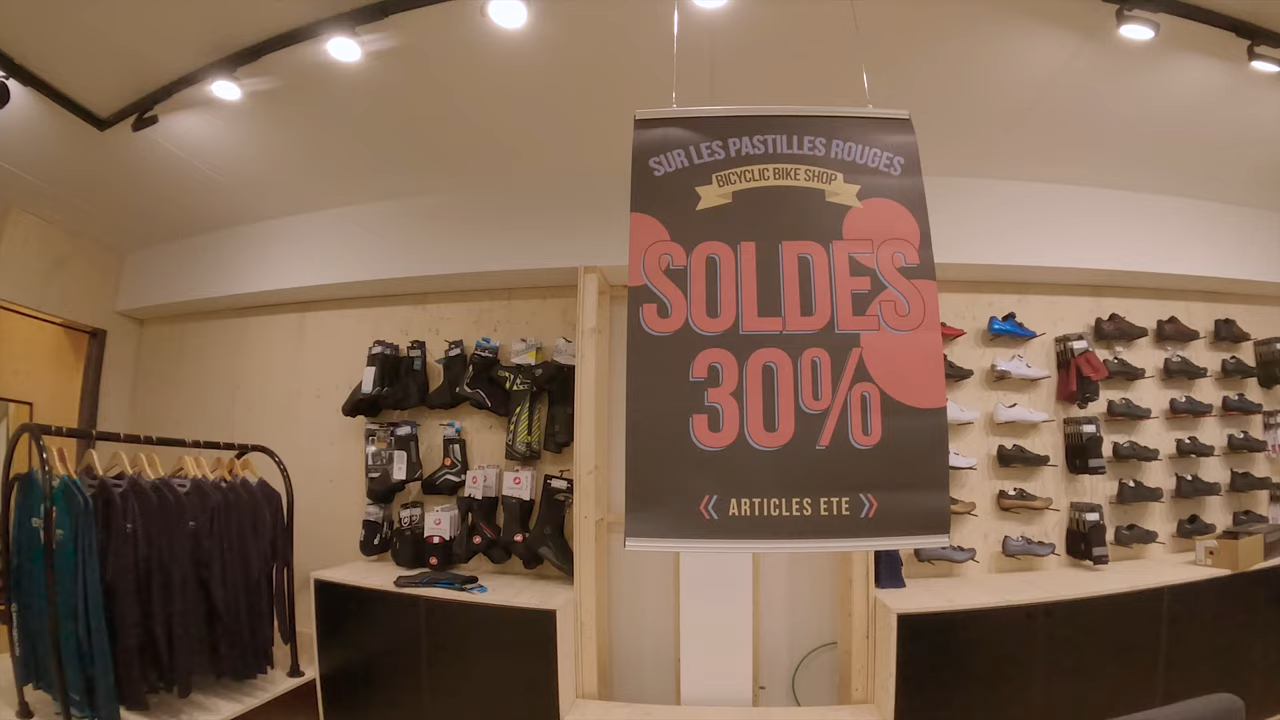 SUR LES PASTILLES ROUGES
BICYCLIC BIKE SHOP
SOLDES
30%
ARTICLES ETE